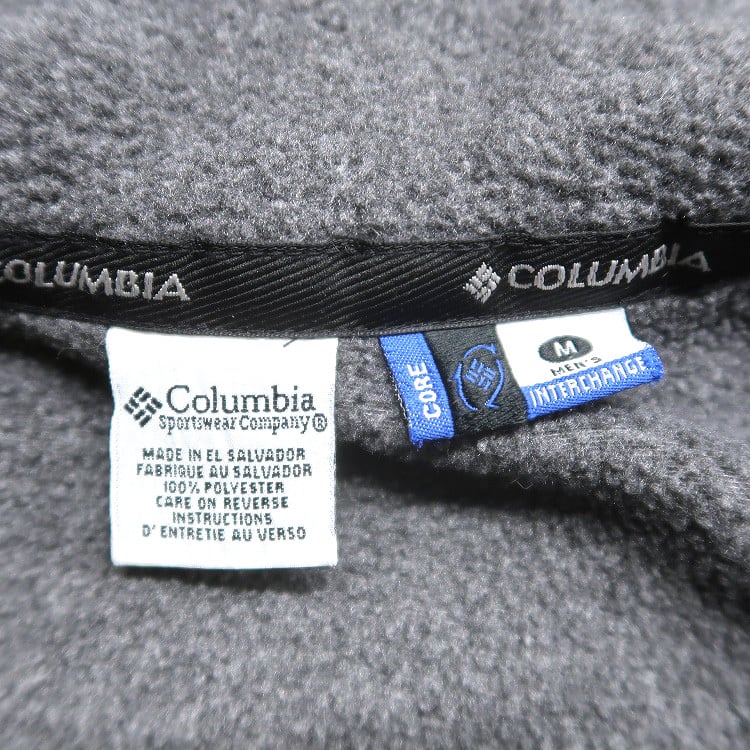 COLUMBIA
COLUMBIA
Columbia
Sportswear Company®
MADE IN EL SALVADOR
FABRIQUE AU SALVADOR
100% POLYESTER
CARE ON REVERSE
INSTRUCTIONS
D'ENTRETIE AU VERSO
CORE
M
MEN'S
INTERCHANGE